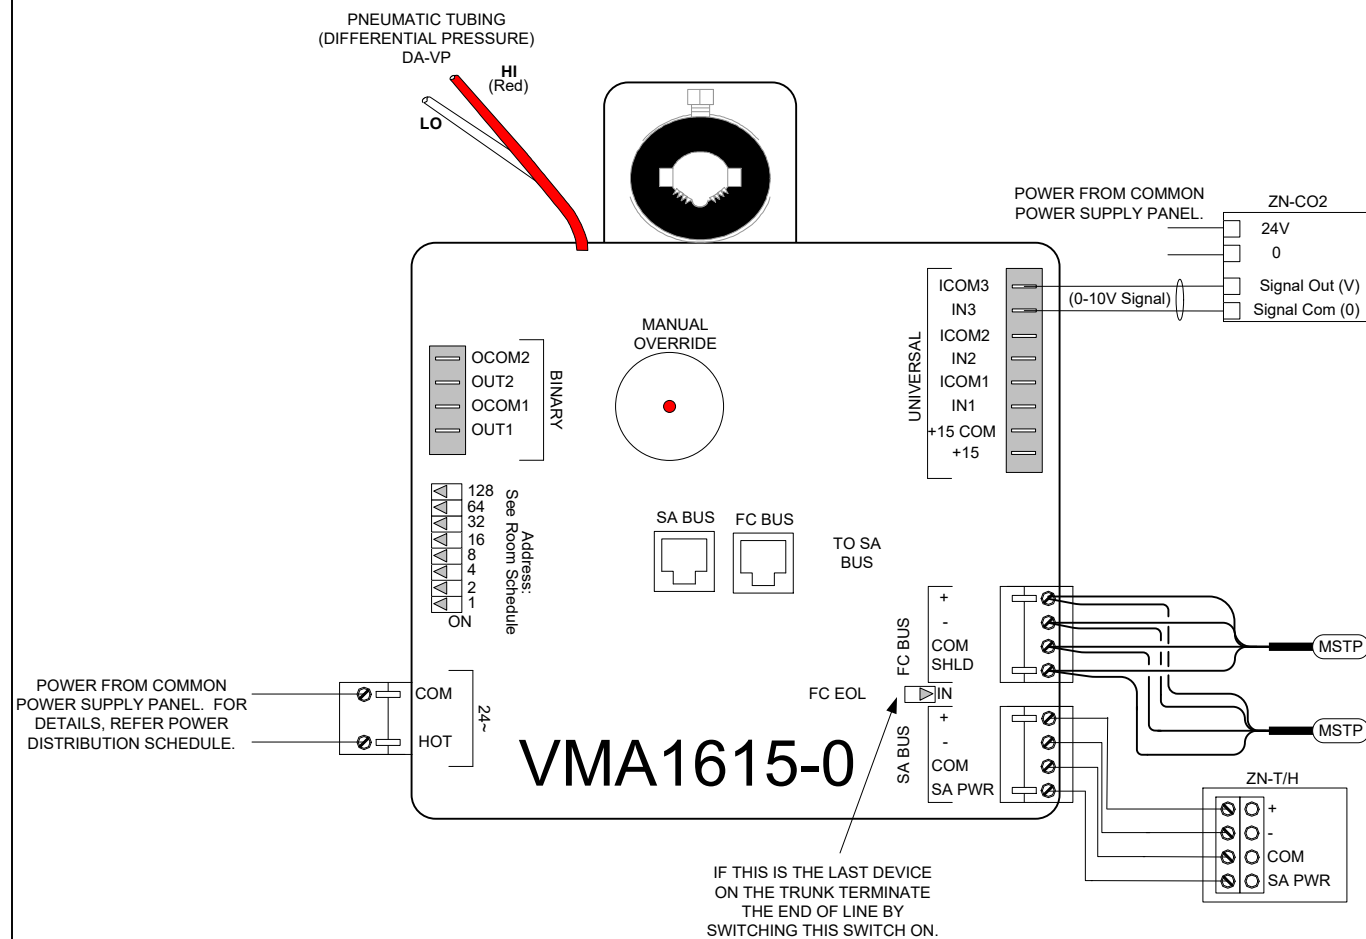 PNEUMATIC TUBING
(DIFFERENTIAL PRESSURE)
DA-VP
HI
(Red)
LO
POWER FROM COMMON
POWER SUPPLY PANEL.
ZN-CO2
24V
0
Signal Out (V)
Signal Com (0)
(0-10V Signal)
UNIVERSAL
ICOM3
IN3
ICOM2
IN2
ICOM1
IN1
+15 COM
+15
MANUAL
OVERRIDE
OCOM2
OUT2
OCOM1
OUT1
BINARY
128
64
32
16
8
4
2
1
ON
Address:
See Room Schedule
SA BUS
FC BUS
TO SA
BUS
FC BUS
+
-
COM
SHLD
FC EOL
IN
SA BUS
+
-
COM
SA PWR
MSTP
MSTP
POWER FROM COMMON
POWER SUPPLY PANEL. FOR
DETAILS, REFER POWER
DISTRIBUTION SCHEDULE.
COM
HOT
24~
VMA1615-0
ZN-T/H
+
-
COM
SA PWR
IF THIS IS THE LAST DEVICE
ON THE TRUNK TERMINATE
THE END OF LINE BY
SWITCHING THIS SWITCH ON.